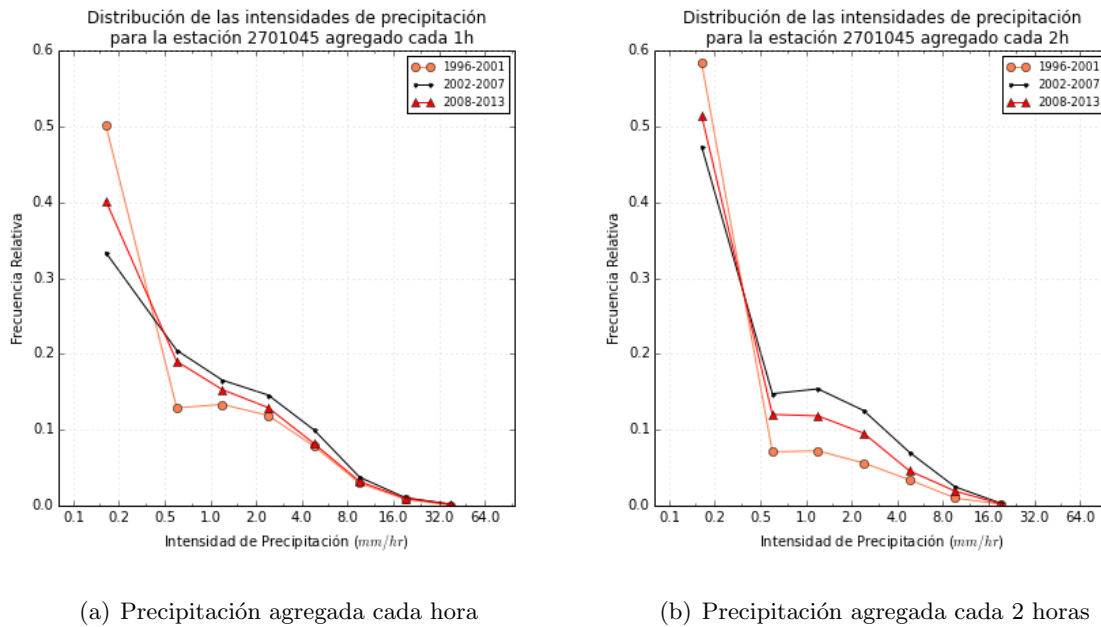 Distribución de las intensidades de precipitación
para la estación 2701045 agregado cada 1h
0.6
0.5
0.4
0.3
0.2
0.1
0.0
Frecuencia Relativa
1996-2001
2002-2007
2008-2013
0.1 0.2 0.5 1.0 2.0 4.0 8.0 16.0 32.0 64.0
Intensidad de Precipitación (mm/hr)
(a) Precipitación agregada cada hora
Distribución de las intensidades de precipitación
para la estación 2701045 agregado cada 2h
0.6
0.5
0.4
0.3
0.2
0.1
0.0
Frecuencia Relativa
1996-2001
2002-2007
2008-2013
0.1 0.2 0.5 1.0 2.0 4.0 8.0 16.0 32.0 64.0
Intensidad de Precipitación (mm/hr)
(b) Precipitación agregada cada 2 horas